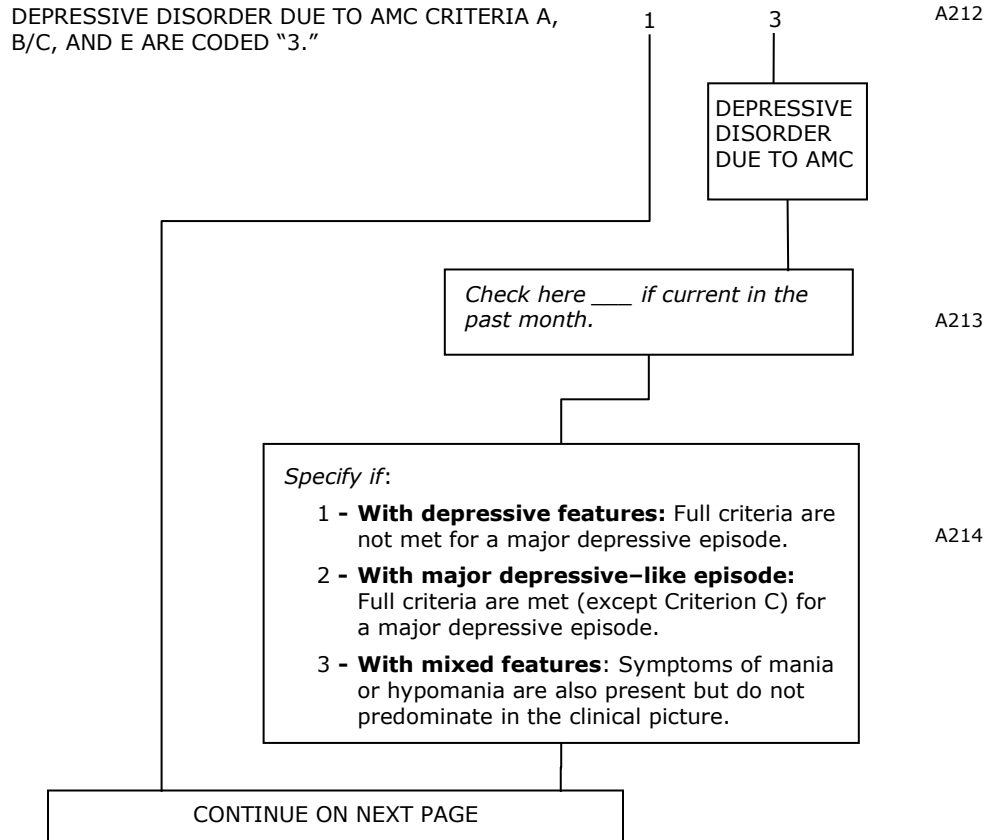 DEPRESSIVE DISORDER DUE TO AMC CRITERIA A, 1 3 A212
B/C, AND E ARE CODED “3.”
DEPRESSIVE
DISORDER
DUE TO AMC
Check here ___ if current in the
past month.
A213
Specify if:
1 - With depressive features: Full criteria are
not met for a major depressive episode.
A214
2 - With major depressive–like episode:
Full criteria are met (except Criterion C) for
a major depressive episode.
3 - With mixed features: Symptoms of mania
or hypomania are also present but do not
predominate in the clinical picture.
CONTINUE ON NEXT PAGE